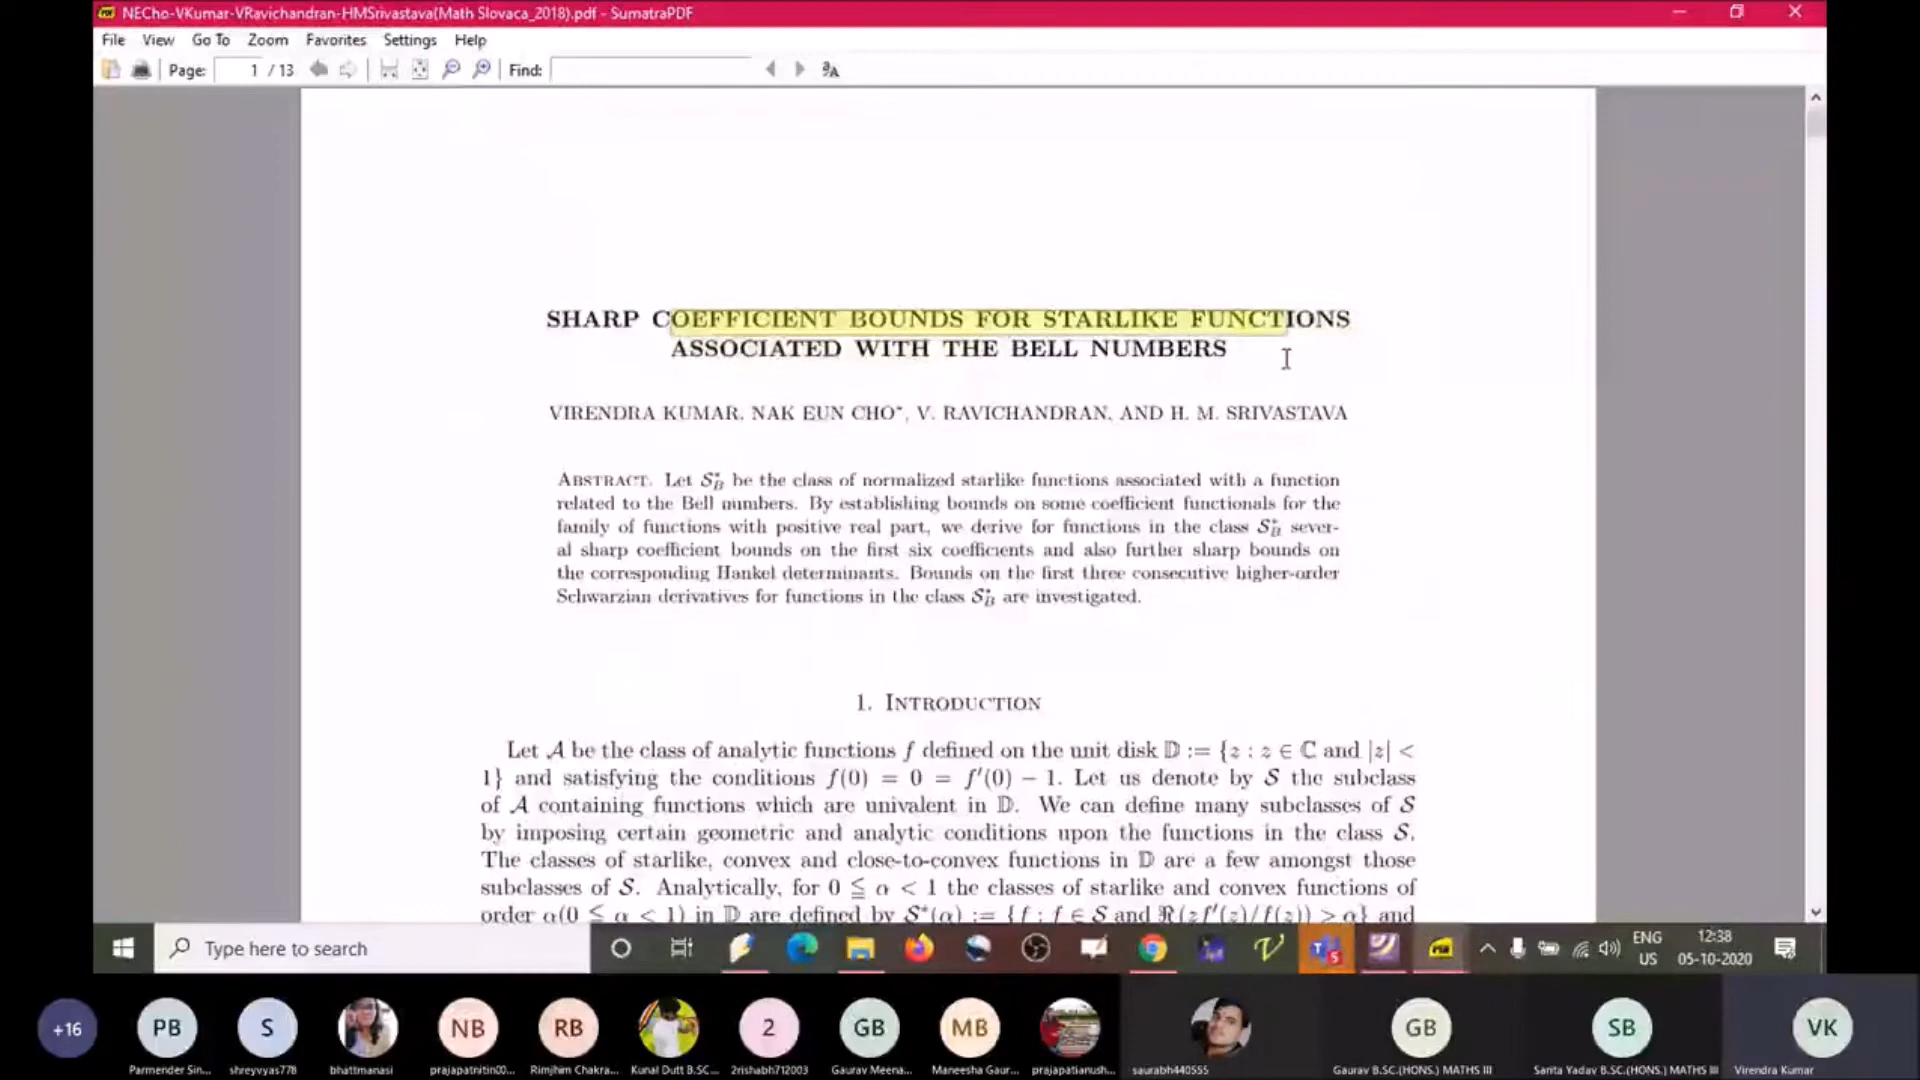 NECho-VKumar-VRavichandran-HMSrivastava(Math Slovaca_2018).pdf - SumatraPDF
File View Go To Zoom Favorites Settings Help
Page: 1 / 13 Find:
SHARP COEFFICIENT BOUNDS FOR STARLIKE FUNCTIONS
ASSOCIATED WITH THE BELL NUMBERS
VIRENDRA KUMAR, NAK EUN CHO*, V. RAVICHANDRAN, AND H. M. SRIVASTAVA
ABSTRACT. Let 𝒮*_B be the class of normalized starlike functions associated with a function
related to the Bell numbers. By establishing bounds on some coefficient functionals for the
family of functions with positive real part, we derive for functions in the class 𝒮*_B sever-
al sharp coefficient bounds on the first six coefficients and also further sharp bounds on
the corresponding Hankel determinants. Bounds on the first three consecutive higher-order
Schwarzian derivatives for functions in the class 𝒮*_B are investigated.
1. INTRODUCTION
Let 𝒜 be the class of analytic functions f defined on the unit disk 𝔻 := {z : z ∈ ℂ and |z| <
1} and satisfying the conditions f(0) = 0 = f′(0) − 1. Let us denote by 𝒮 the subclass
of 𝒜 containing functions which are univalent in 𝔻. We can define many subclasses of 𝒮
by imposing certain geometric and analytic conditions upon the functions in the class 𝒮.
The classes of starlike, convex and close-to-convex functions in 𝔻 are a few amongst those
subclasses of 𝒮. Analytically, for 0 ≦ α < 1 the classes of starlike and convex functions of
order α(0 ≦ α < 1) in 𝔻 are defined by 𝒮*(α) := {f : f ∈ 𝒮 and ℜ(zf′(z)/f(z)) > α} and
Type here to search
ENG
US
12:38
05-10-2020
+16 PB S NB RB 2 GB MB GB SB VK
Parmender Sin... shreyvyas778 bhattmanasi prajapatnitin00... Rimjhim Chakra... Kunal Dutt B.SC... 2rishabh712003 Gaurav Meena... Maneesha Gaur... prajapatianush... saurabh440555 Gaurav B.SC.(HONS.) MATHS III Sarita Yadav B.SC.(HONS.) MATHS III Virendra Kumar